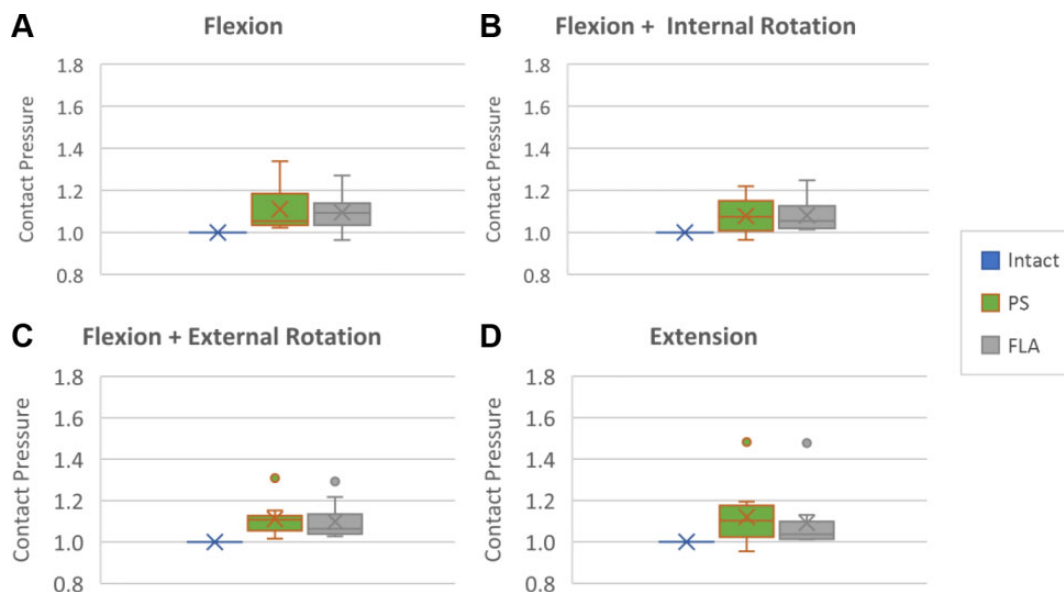 A
Flexion
Contact Pressure
1.8
1.6
1.4
1.2
1.0
0.8
B
Flexion + Internal Rotation
Contact Pressure
1.8
1.6
1.4
1.2
1.0
0.8
C
Flexion + External Rotation
Contact Pressure
1.8
1.6
1.4
1.2
1.0
0.8
D
Extension
Contact Pressure
1.8
1.6
1.4
1.2
1.0
0.8
Intact
PS
FLA